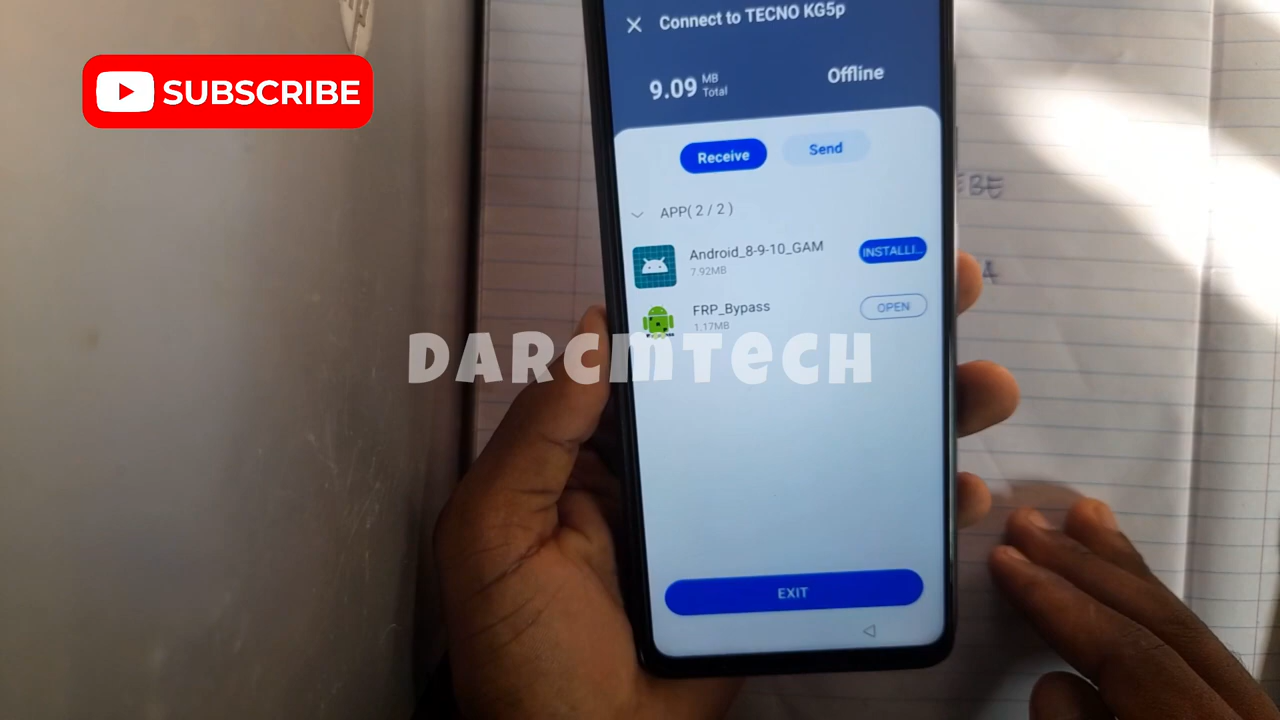 SUBSCRIBE
Connect to TECNO KG5p
9.09 MB Total
Offline
Receive
Send
APP( 2 / 2 )
Android_8-9-10_GAM
7.92MB
INSTALLI...
FRP_Bypass
1.17MB
OPEN
DARCMTECH
EXIT